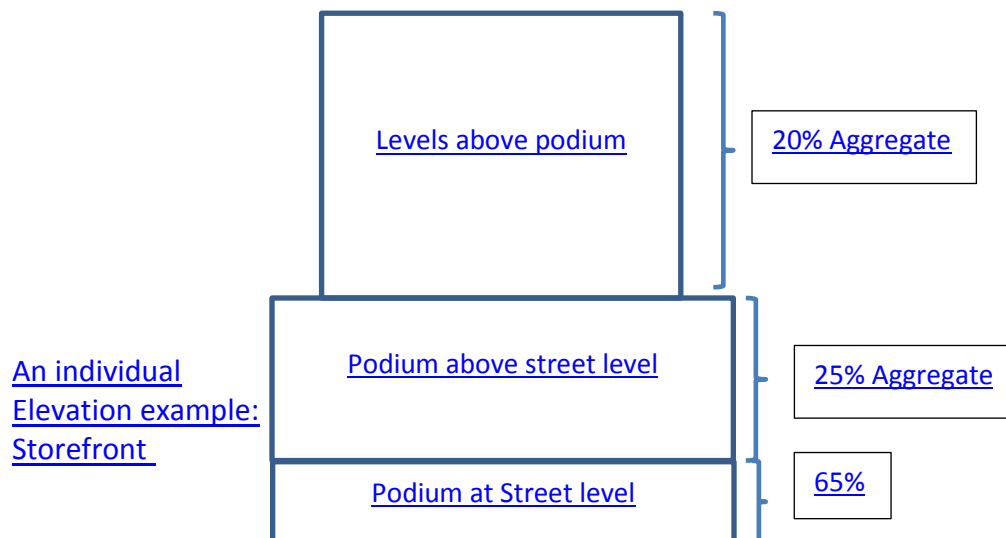 Levels above podium
20% Aggregate
Podium above street level
25% Aggregate
An individual
Elevation example:
Storefront
Podium at Street level
65%